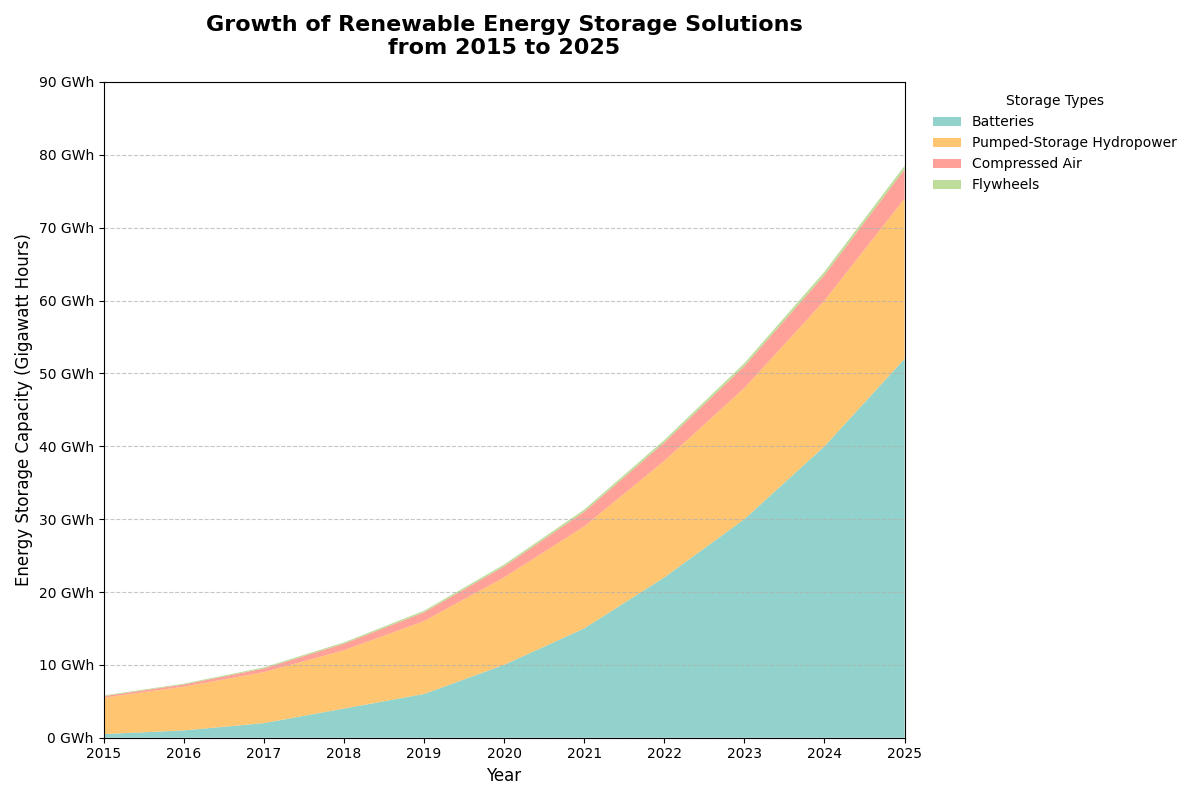 Growth of Renewable Energy Storage Solutions
from 2015 to 2025
90 GWh
80 GWh
70 GWh
60 GWh
50 GWh
40 GWh
30 GWh
20 GWh
10 GWh
0 GWh
Energy Storage Capacity (Gigawatt Hours)
2015
2016
2017
2018
2019
2020
2021
2022
2023
2024
2025
Year
Storage Types
Batteries
Pumped-Storage Hydropower
Compressed Air
Flywheels